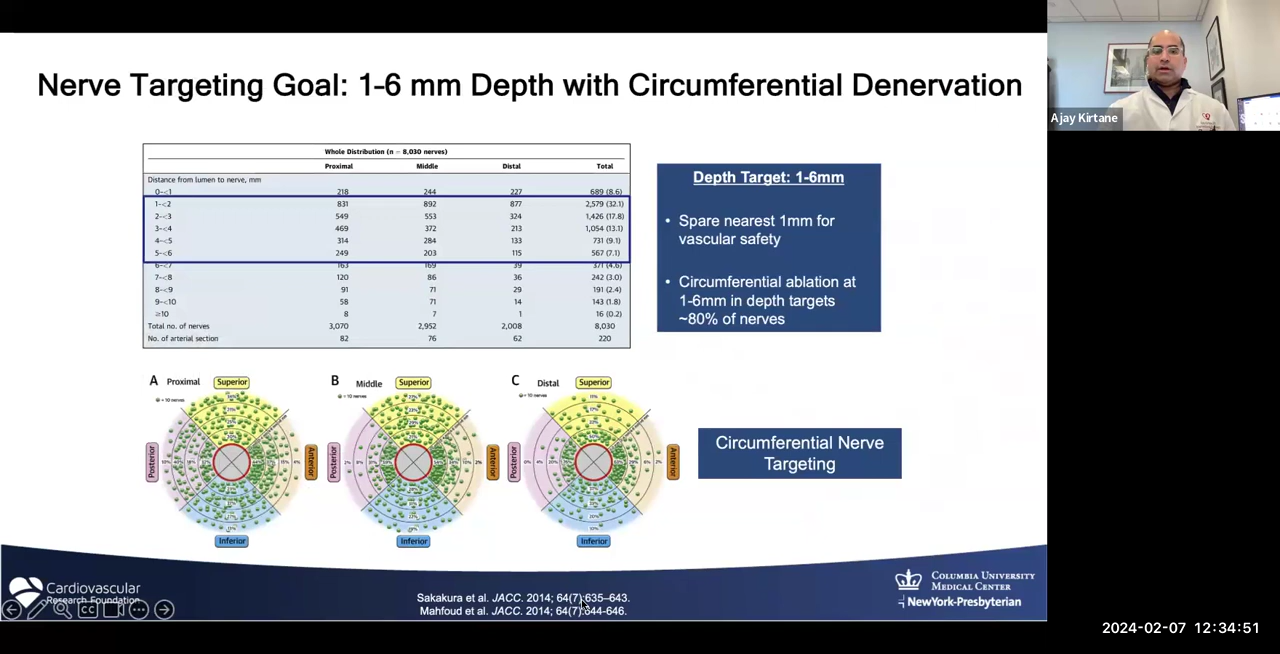 Nerve Targeting Goal: 1-6 mm Depth with Circumferential Denervation
Ajay Kirtane
Whole Distribution (n = 8,030 nerves)
Proximal Middle Distal Total
Distance from lumen to nerve, mm
0-<1 218 244 227 689 (8.6)
1-<2 831 892 877 2,579 (32.1)
2-<3 549 553 324 1,426 (17.8)
3-<4 469 372 213 1,054 (13.1)
4-<5 314 284 133 731 (9.1)
5-<6 249 203 115 567 (7.1)
6-<7 163 169 39 371 (4.6)
7-<8 120 86 36 242 (3.0)
8-<9 91 71 29 191 (2.4)
9-<10 58 71 14 143 (1.8)
≥10 8 7 1 16 (0.2)
Total no. of nerves 3,070 2,952 2,008 8,030
No. of arterial section 82 76 62 220
Depth Target: 1-6mm
• Spare nearest 1mm for
vascular safety
• Circumferential ablation at
1-6mm in depth targets
~80% of nerves
A Proximal Superior
Posterior Anterior
Inferior
B Middle Superior
Posterior Anterior
Inferior
C Distal Superior
Posterior Anterior
Inferior
Circumferential Nerve
Targeting
Cardiovascular
Research Foundation
Sakakura et al. JACC. 2014; 64(7):635–643.
Mahfoud et al. JACC. 2014; 64(7):644-646.
COLUMBIA UNIVERSITY
MEDICAL CENTER
NewYork-Presbyterian
CC
2024-02-07 12:34:51